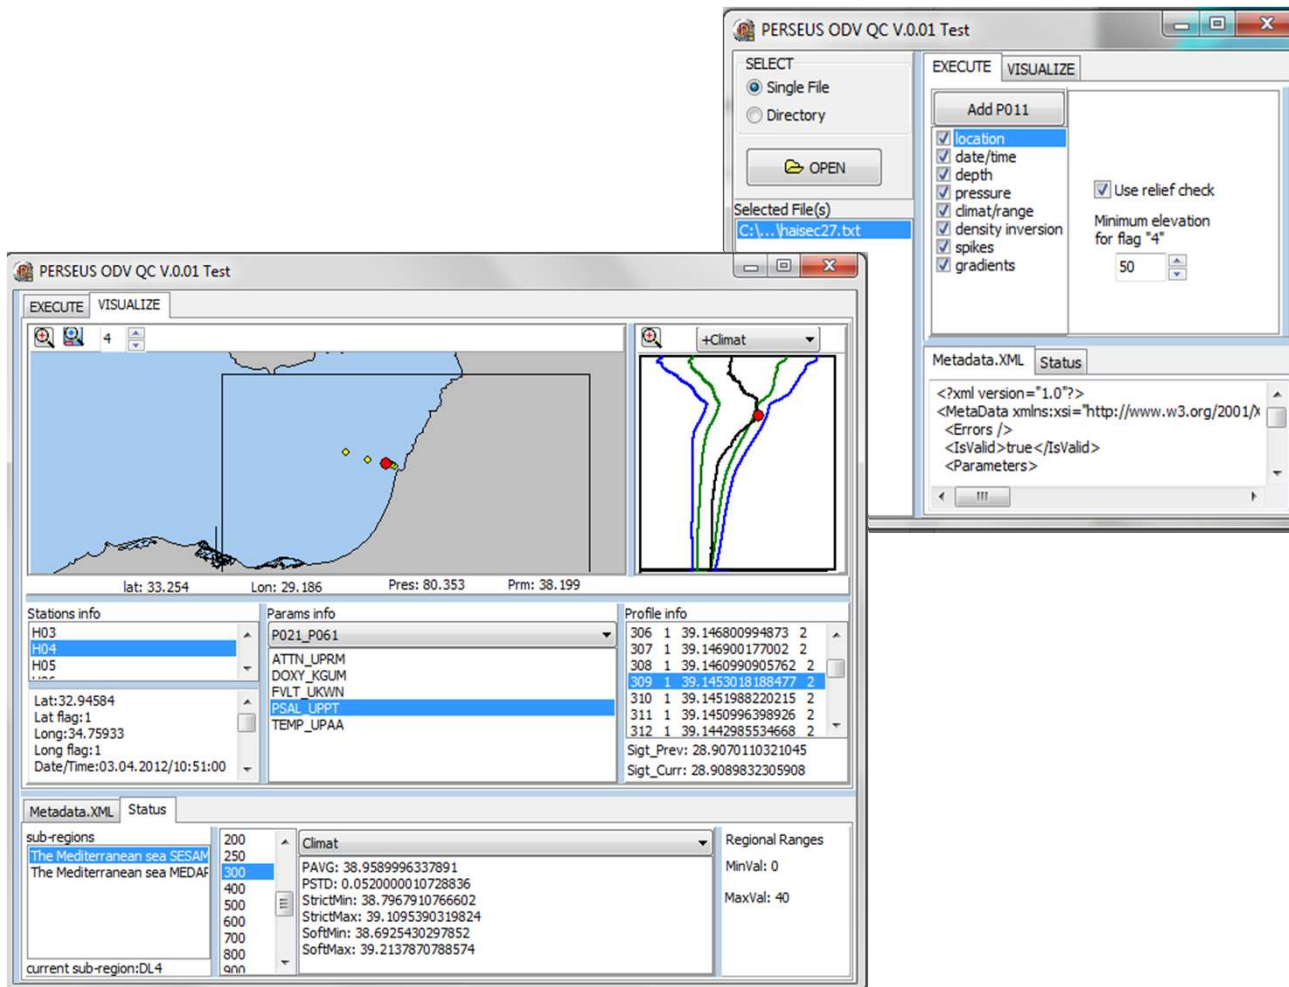 PERSEUS ODV QC V.0.01 Test
SELECT
Single File
Directory
OPEN
Selected File(s)
C:\...\haisec27.txt
EXECUTE VISUALIZE
Add P011
location
date/time
depth
pressure
climat/range
density inversion
spikes
gradients
Use relief check
Minimum elevation
for flag "4"
50
Metadata.XML Status
<?xml version="1.0"?>
<MetaData xmlns:xsi="http://www.w3.org/2001/X
<Errors />
<IsValid>true</IsValid>
<Parameters>
PERSEUS ODV QC V.0.01 Test
EXECUTE VISUALIZE
4
+Climat
lat: 33.254 Lon: 29.186 Pres: 80.353 Prm: 38.199
Stations info
H03
H04
H05
Lat:32.94584
Lat flag:1
Long:34.75933
Long flag:1
Date/Time:03.04.2012/10:51:00
Params info
P021_P061
ATTN_UPRM
DOXY_KGUM
FVLT_UKWN
PSAL_UPPT
TEMP_UPAA
Profile info
306 1 39.146800994873 2
307 1 39.146900177002 2
308 1 39.1460990905762 2
309 1 39.1453018188477 2
310 1 39.1451988220215 2
311 1 39.1450996398926 2
312 1 39.1442985534668 2
Sigt_Prev: 28.9070110321045
Sigt_Curr: 28.9089832305908
Metadata.XML Status
sub-regions
The Mediterranean sea SESAM
The Mediterranean sea MEDAR
current sub-region:DL4
200
250
300
400
500
600
700
800
900
Climat
PAVG: 38.9589996337891
PSTD: 0.0520000010728836
StrictMin: 38.7967910766602
StrictMax: 39.1095390319824
SoftMin: 38.6925430297852
SoftMax: 39.2137870788574
Regional Ranges
MinVal: 0
MaxVal: 40